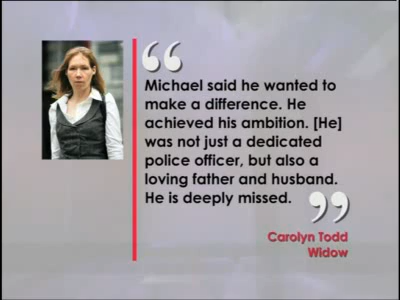 “
Michael said he wanted to
make a difference. He
achieved his ambition. [He]
was not just a dedicated
police officer, but also a
loving father and husband.
He is deeply missed.
”
Carolyn Todd
Widow